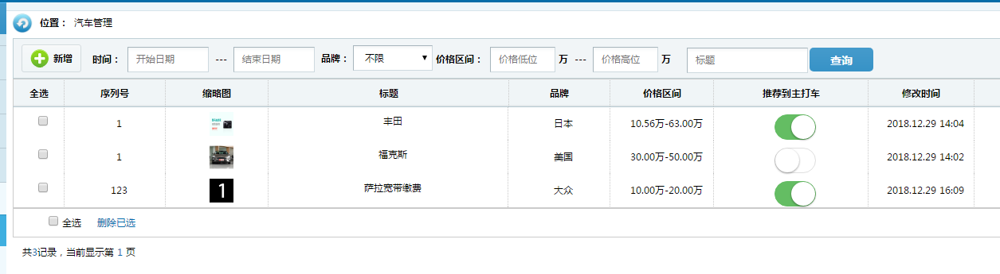 位置： 汽车管理
新增 时间： 开始日期 --- 结束日期 品牌： 不限 价格区间： 价格低位 万 --- 价格高位 万 标题 查询
全选 序列号 缩略图 标题 品牌 价格区间 推荐到主打车 修改时间
1 丰田 日本 10.56万-63.00万 2018.12.29 14:04
1 福克斯 美国 30.00万-50.00万 2018.12.29 14:02
123 1 萨拉宽带缴费 大众 10.00万-20.00万 2018.12.29 16:09
全选 删除已选
共3记录，当前显示第 1 页